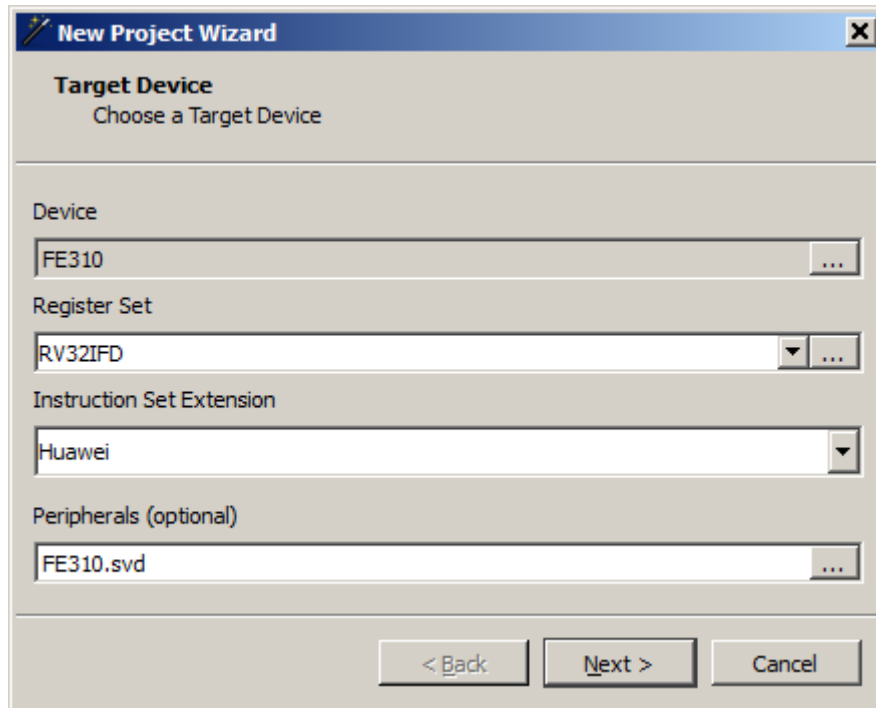 New Project Wizard
Target Device
Choose a Target Device
Device
FE310
...
Register Set
RV32IFD
...
Instruction Set Extension
Huawei
Peripherals (optional)
FE310.svd
...
< Back
Next >
Cancel